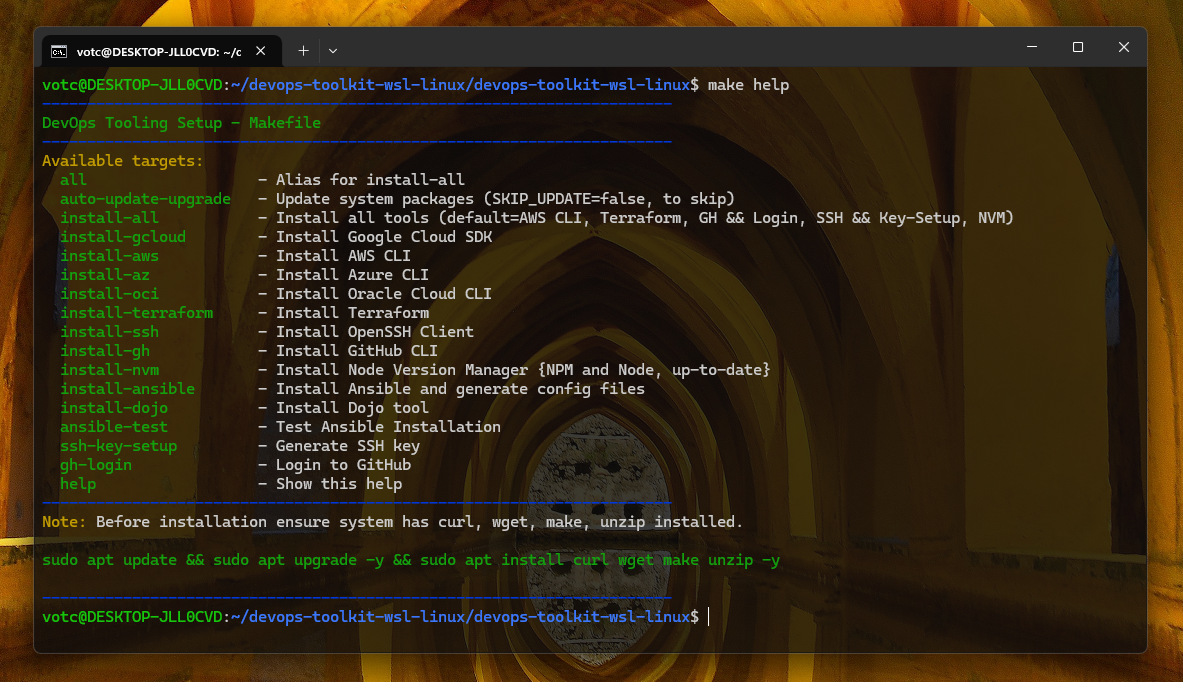 votc@DESKTOP-JLL0CVD: ~/c
votc@DESKTOP-JLL0CVD:~/devops-toolkit-wsl-linux/devops-toolkit-wsl-linux$ make help
----------------------------------------------------------------------
DevOps Tooling Setup - Makefile
----------------------------------------------------------------------
Available targets:
  all                   - Alias for install-all
  auto-update-upgrade   - Update system packages (SKIP_UPDATE=false, to skip)
  install-all           - Install all tools (default=AWS CLI, Terraform, GH && Login, SSH && Key-Setup, NVM)
  install-gcloud        - Install Google Cloud SDK
  install-aws           - Install AWS CLI
  install-az            - Install Azure CLI
  install-oci           - Install Oracle Cloud CLI
  install-terraform     - Install Terraform
  install-ssh           - Install OpenSSH Client
  install-gh            - Install GitHub CLI
  install-nvm           - Install Node Version Manager {NPM and Node, up-to-date}
  install-ansible       - Install Ansible and generate config files
  install-dojo          - Install Dojo tool
  ansible-test          - Test Ansible Installation
  ssh-key-setup         - Generate SSH key
  gh-login              - Login to GitHub
  help                  - Show this help
----------------------------------------------------------------------
Note: Before installation ensure system has curl, wget, make, unzip installed.
sudo apt update && sudo apt upgrade -y && sudo apt install curl wget make unzip -y
----------------------------------------------------------------------
votc@DESKTOP-JLL0CVD:~/devops-toolkit-wsl-linux/devops-toolkit-wsl-linux$